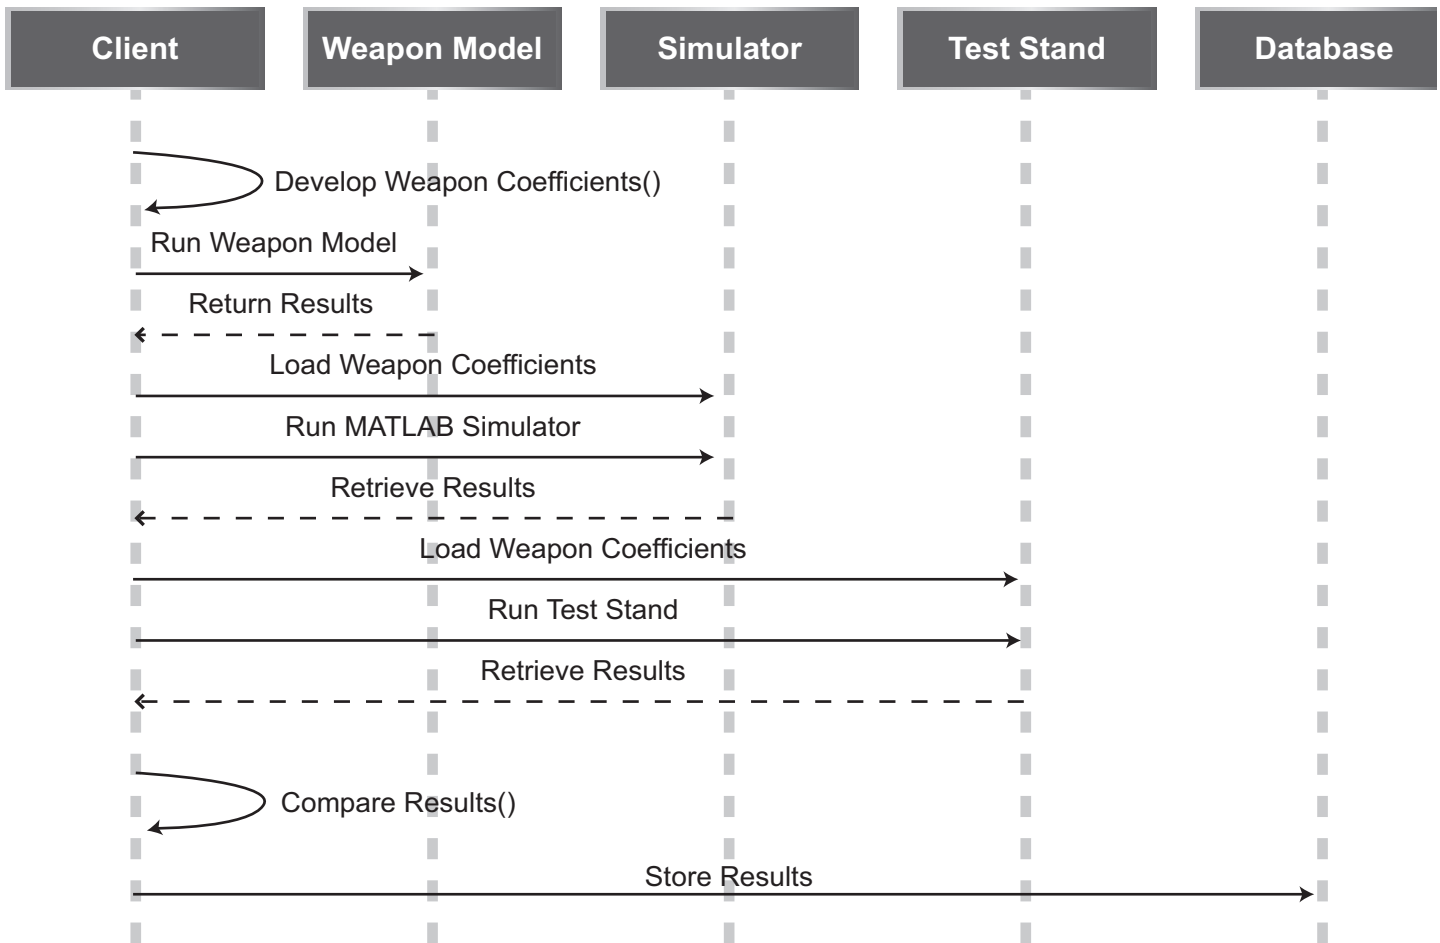 Client
Weapon Model
Simulator
Test Stand
Database
Develop Weapon Coefficients()
Run Weapon Model
Return Results
Load Weapon Coefficients
Run MATLAB Simulator
Retrieve Results
Load Weapon Coefficients
Run Test Stand
Retrieve Results
Compare Results()
Store Results